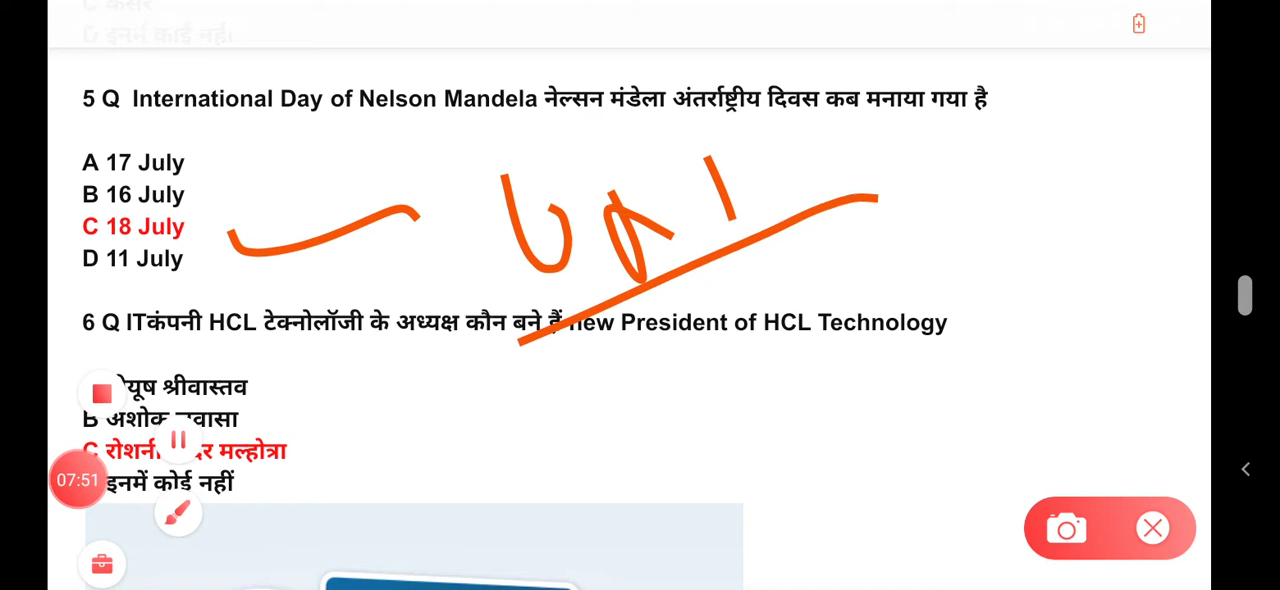 5 Q International Day of Nelson Mandela नेल्सन मंडेला अंतर्राष्ट्रीय दिवस कब मनाया गया है
A 17 July
B 16 July
C 18 July
D 11 July
6 Q ITकंपनी HCL टेक्नोलॉजी के अध्यक्ष कौन बने हैं new President of HCL Technology
श्रीवास्तव
B अशोक
C मल्होत्रा
07:51
इनमें कोई नहीं